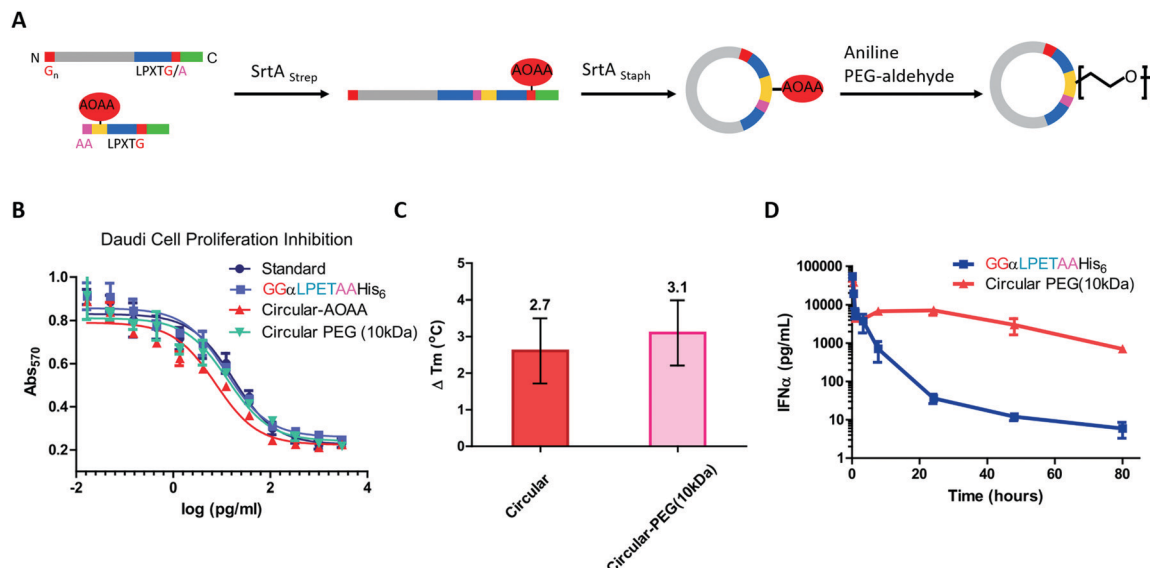 A
N
C
Gn
LPXTG/A
AOAA
AA
LPXTG
SrtA Strep
AOAA
SrtA Staph
AOAA
Aniline
PEG-aldehyde
O
B
Daudi Cell Proliferation Inhibition
Standard
GGαLPETAAHis6
Circular-AOAA
Circular PEG (10kDa)
Abs570
1.0
0.8
0.6
0.4
0.2
-2
0
2
4
log (pg/ml)
C
Δ Tm (°C)
5
4
3
2
1
0
2.7
3.1
Circular
Circular-PEG(10kDa)
D
GGαLPETAAHis6
Circular PEG(10kDa)
IFNα (pg/mL)
100000
10000
1000
100
10
1
0
20
40
60
80
Time (hours)